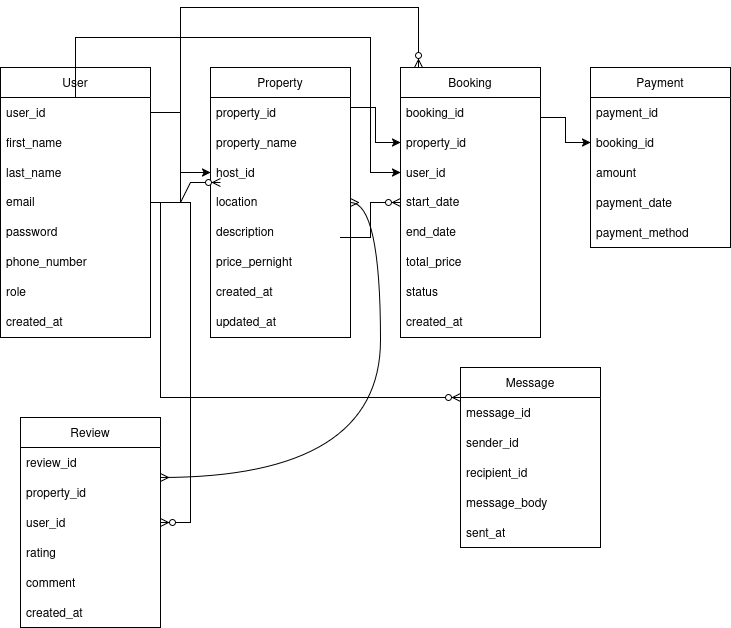 User
user_id
first_name
last_name
email
password
phone_number
role
created_at
Property
property_id
property_name
host_id
location
description
price_pernight
created_at
updated_at
Booking
booking_id
property_id
user_id
start_date
end_date
total_price
status
created_at
Payment
payment_id
booking_id
amount
payment_date
payment_method
Message
message_id
sender_id
recipient_id
message_body
sent_at
Review
review_id
property_id
user_id
rating
comment
created_at